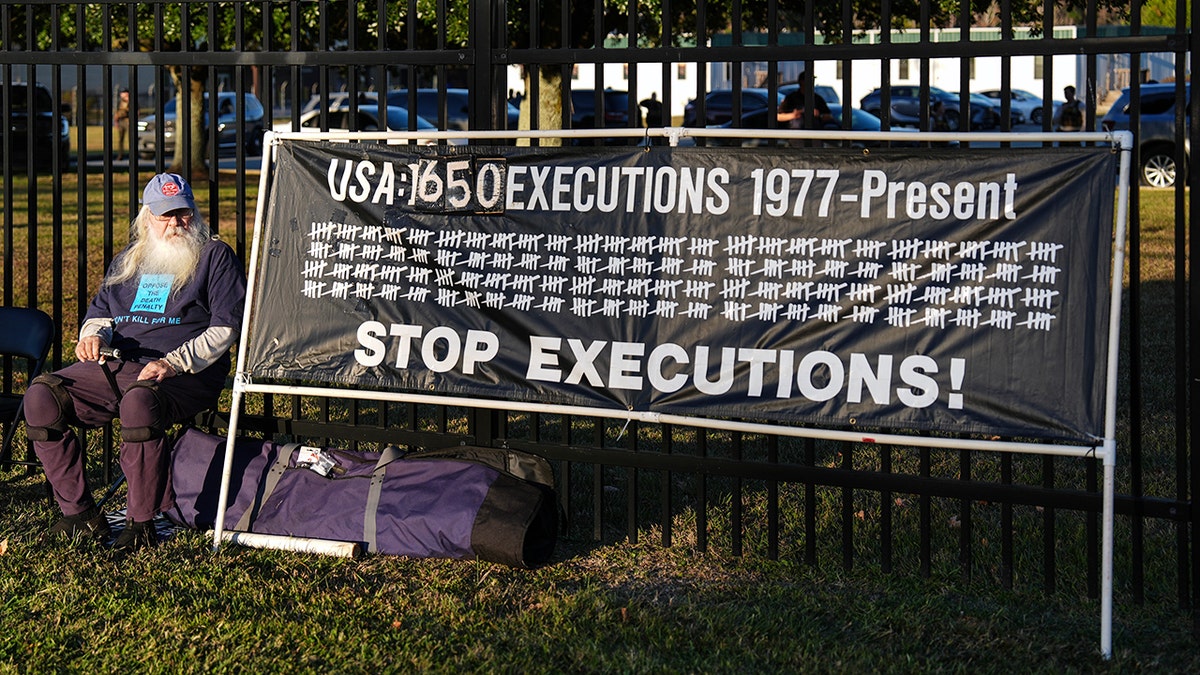 USA:1650 EXECUTIONS 1977-Present
STOP EXECUTIONS!
OPPOSE
THE
DEATH
PENALTY
DON'T KILL FOR ME